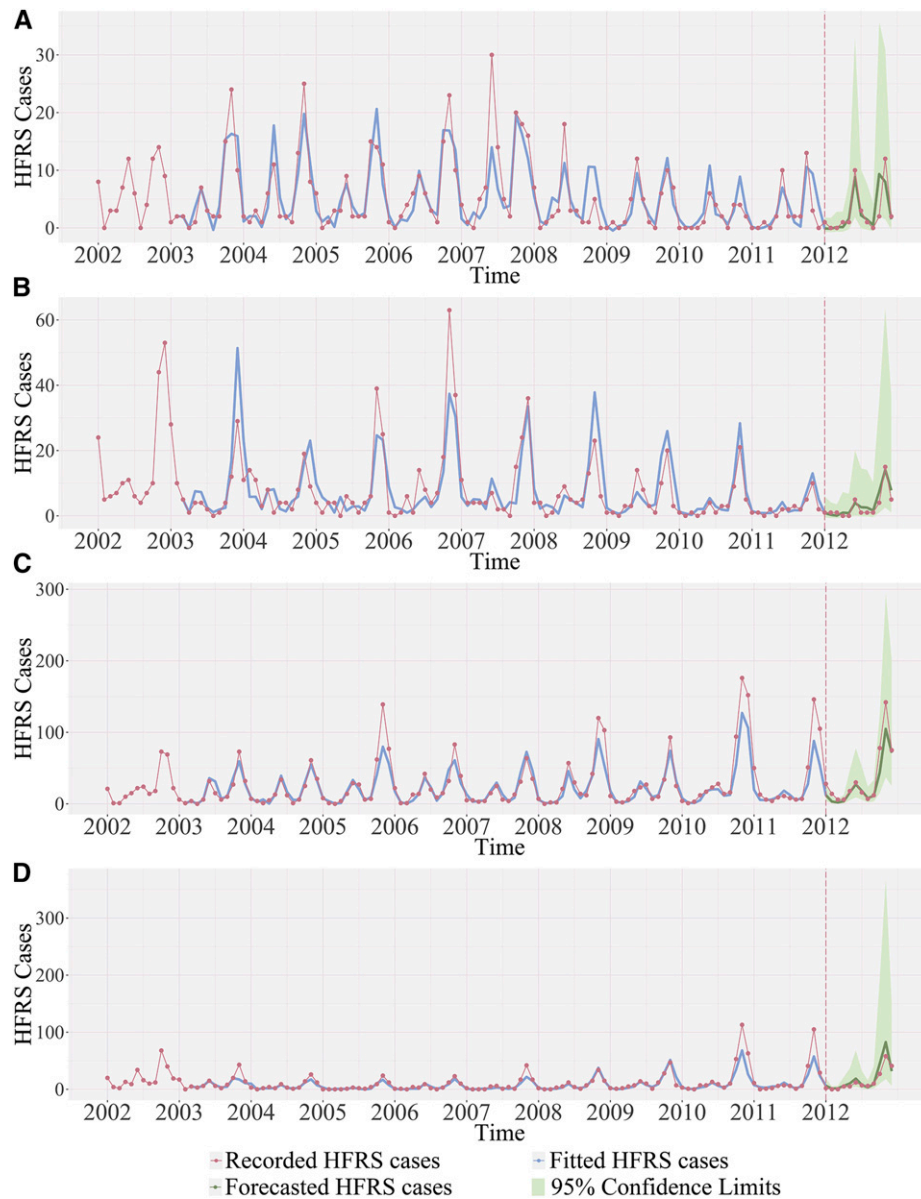 A
HFRS Cases
30
20
10
0
2002 2003 2004 2005 2006 2007 2008 2009 2010 2011 2012
Time
B
HFRS Cases
60
40
20
0
2002 2003 2004 2005 2006 2007 2008 2009 2010 2011 2012
Time
C
HFRS Cases
300
200
100
0
2002 2003 2004 2005 2006 2007 2008 2009 2010 2011 2012
Time
D
HFRS Cases
300
200
100
0
2002 2003 2004 2005 2006 2007 2008 2009 2010 2011 2012
Time
Recorded HFRS cases Fitted HFRS cases
Forecasted HFRS cases 95% Confidence Limits